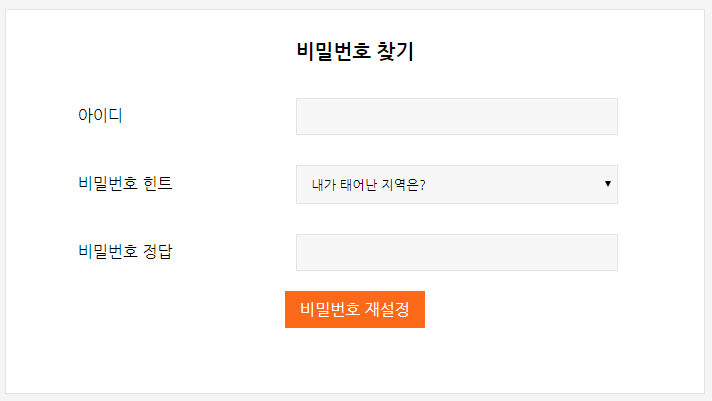 비밀번호 찾기
아이디
비밀번호 힌트
내가 태어난 지역은?
비밀번호 정답
비밀번호 재설정